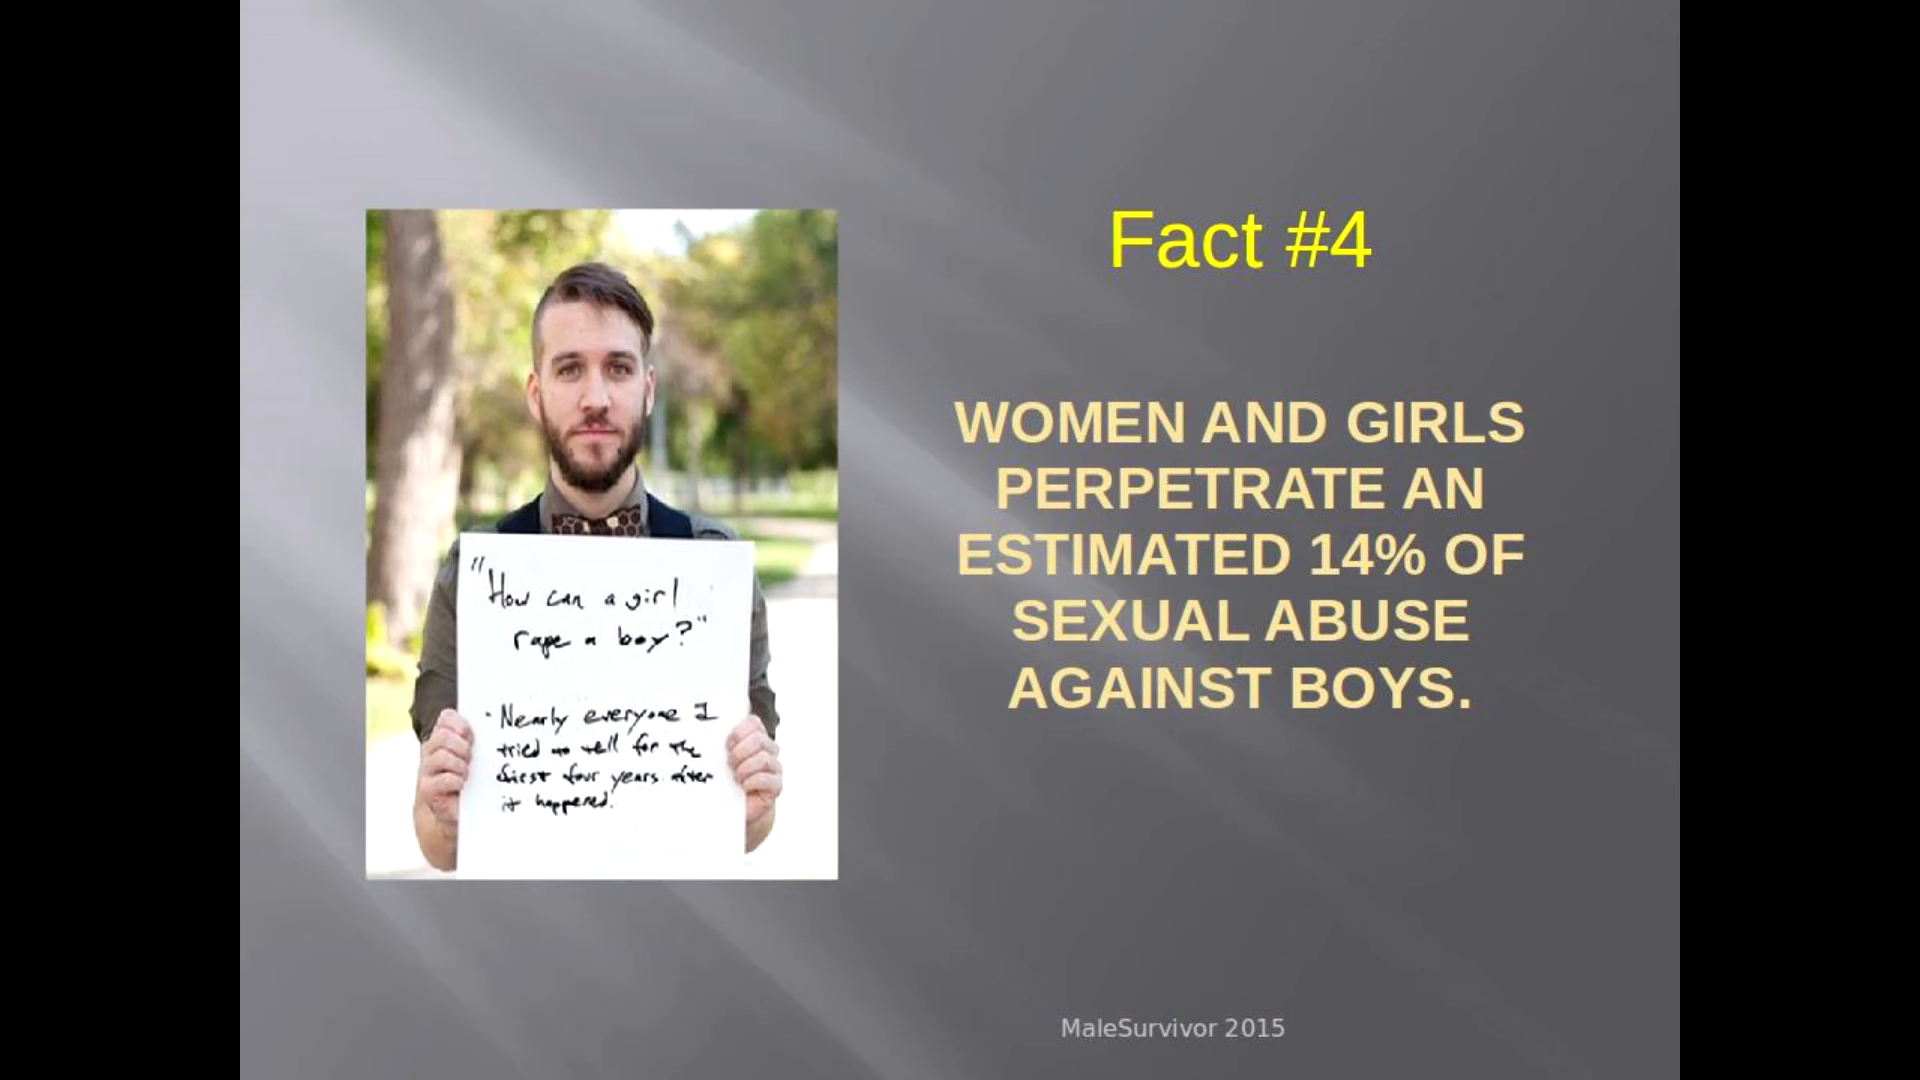 Fact #4
WOMEN AND GIRLS
PERPETRATE AN
ESTIMATED 14% OF
SEXUAL ABUSE
AGAINST BOYS.
"How can a girl
rape a boy?"
- Nearly everyone I
tried to tell for the
first four years after
it happened.
MaleSurvivor 2015